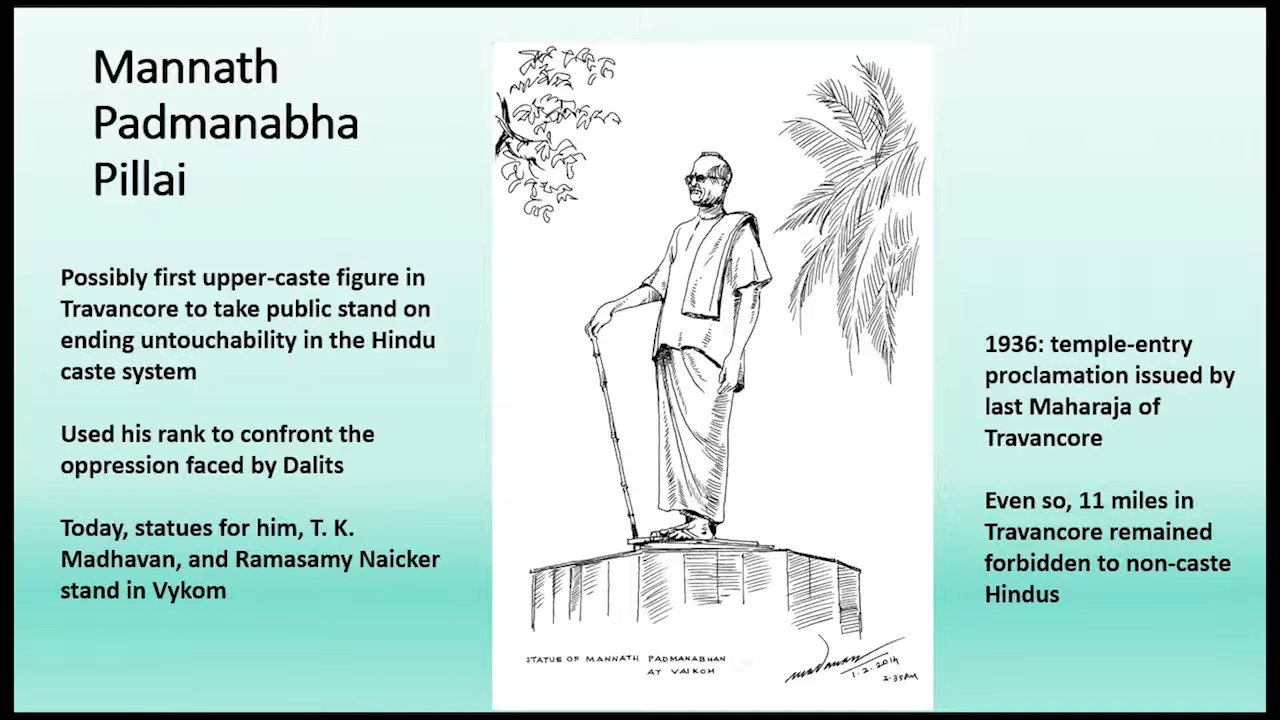 Mannath
Padmanabha
Pillai
Possibly first upper-caste figure in
Travancore to take public stand on
ending untouchability in the Hindu
caste system
Used his rank to confront the
oppression faced by Dalits
Today, statues for him, T. K.
Madhavan, and Ramasamy Naicker
stand in Vykom
STATUE OF MANNATH PADMANABHAN
AT VAIKOM
1.2.2014
2.35PM
1936: temple-entry
proclamation issued by
last Maharaja of
Travancore
Even so, 11 miles in
Travancore remained
forbidden to non-caste
Hindus